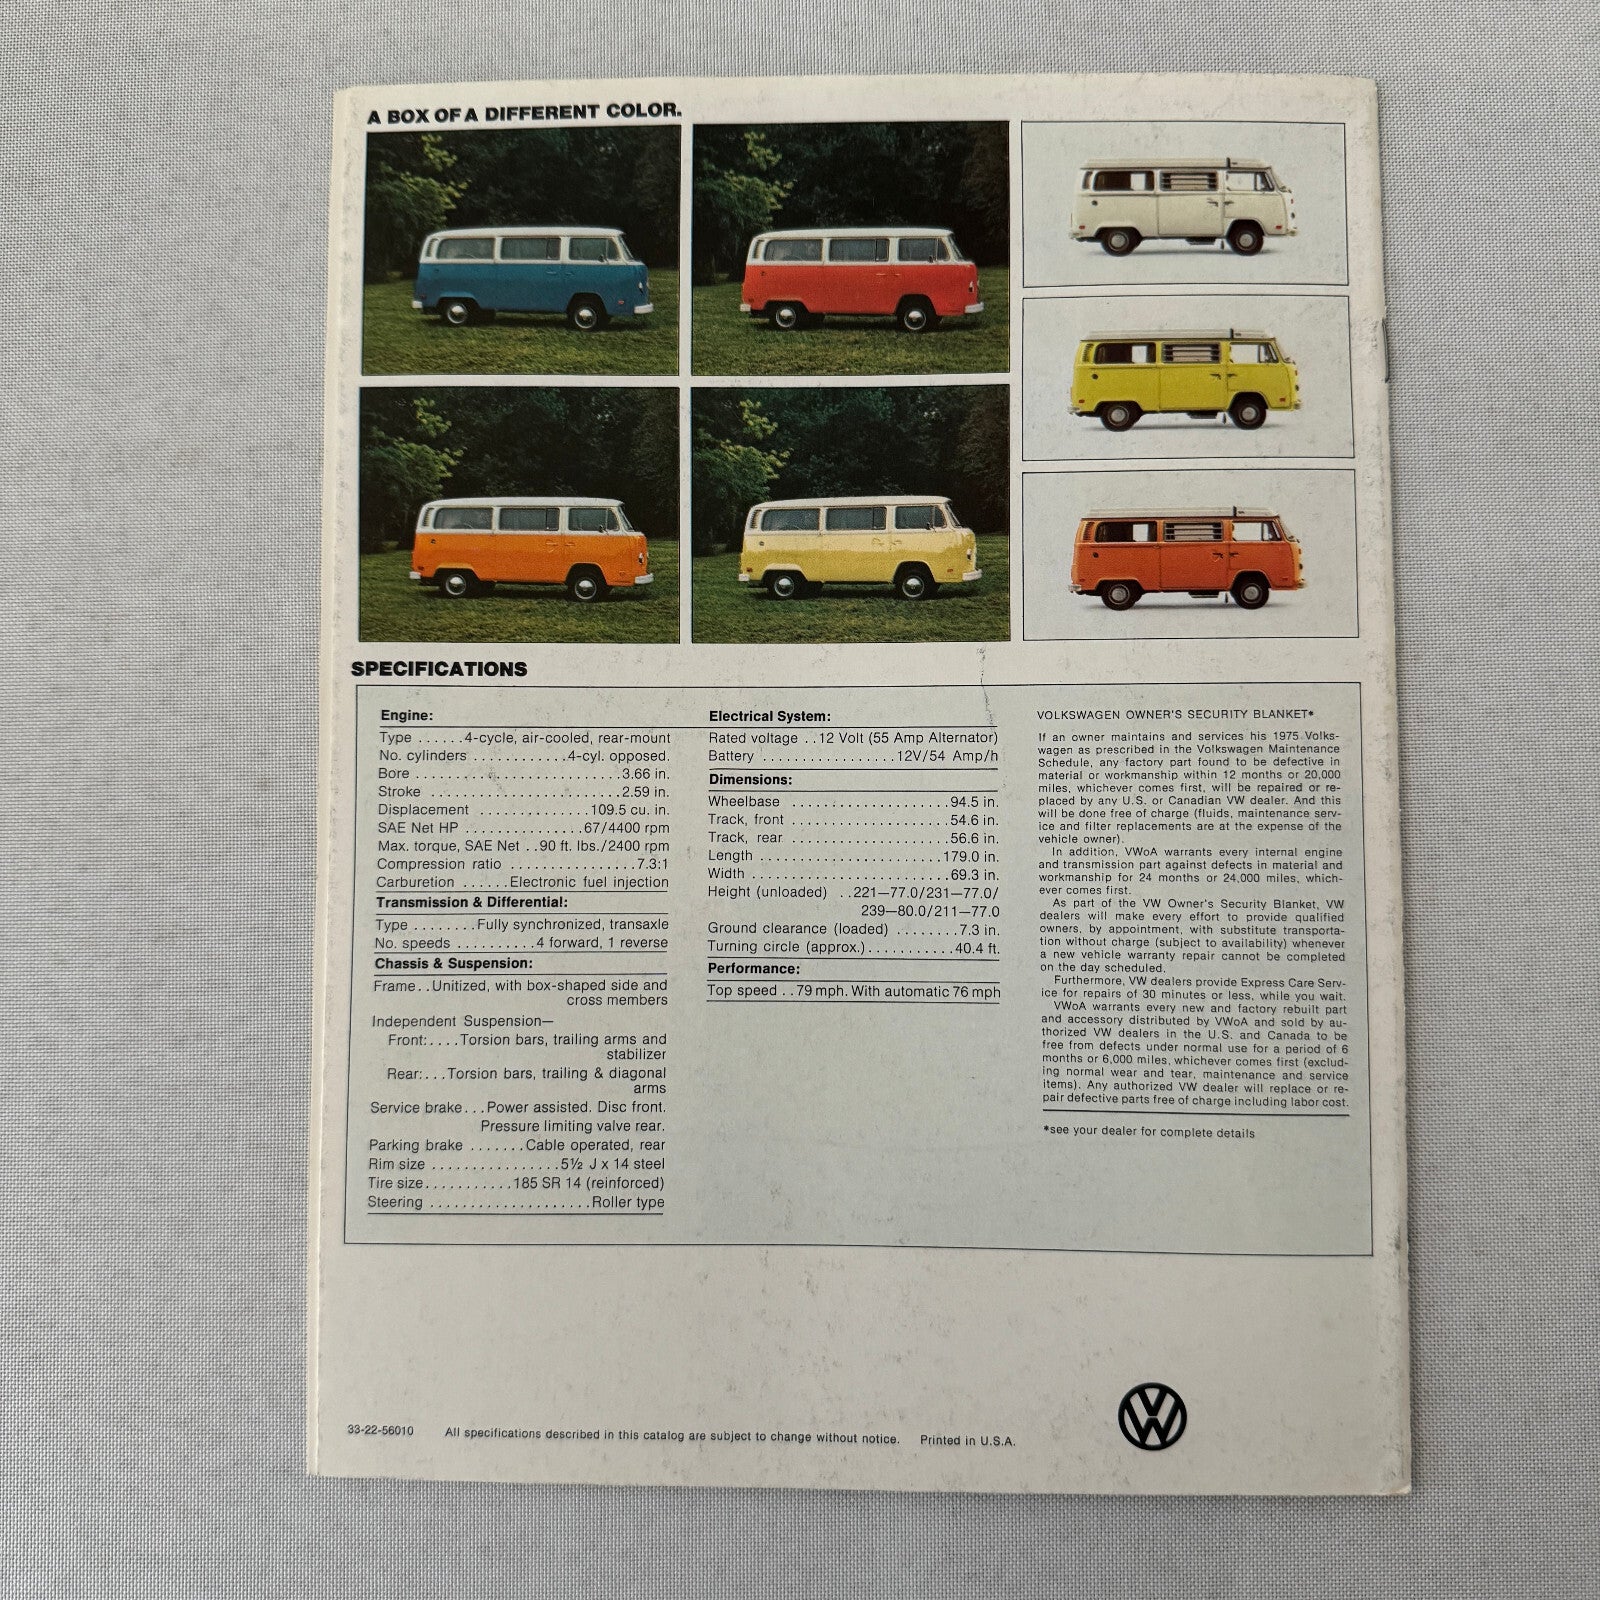 A BOX OF A DIFFERENT COLOR.
SPECIFICATIONS
Engine:
Type ......4-cycle, air-cooled, rear-mount
No. cylinders ............4-cyl. opposed.
Bore ...........................3.66 in.
Stroke .........................2.59 in.
Displacement ..............109.5 cu. in.
SAE Net HP ...............67/4400 rpm
Max. torque, SAE Net ..90 ft. lbs./2400 rpm
Compression ratio ................7.3:1
Carburetion ......Electronic fuel injection
Transmission & Differential:
Type ........Fully synchronized, transaxle
No. speeds ..........4 forward, 1 reverse
Chassis & Suspension:
Frame..Unitized, with box-shaped side and
cross members
Independent Suspension—
Front:....Torsion bars, trailing arms and
stabilizer
Rear:...Torsion bars, trailing & diagonal
arms
Service brake...Power assisted. Disc front.
Pressure limiting valve rear.
Parking brake .......Cable operated, rear
Rim size ................5½ J x 14 steel
Tire size...........185 SR 14 (reinforced)
Steering .....................Roller type
Electrical System:
Rated voltage ..12 Volt (55 Amp Alternator)
Battery .................12V/54 Amp/h
Dimensions:
Wheelbase .....................94.5 in.
Track, front .....................54.6 in.
Track, rear .....................56.6 in.
Length ........................179.0 in.
Width ..........................69.3 in.
Height (unloaded) ..221—77.0/231—77.0/
239—80.0/211—77.0
Ground clearance (loaded) ........7.3 in.
Turning circle (approx.)...........40.4 ft.
Performance:
Top speed ..79 mph. With automatic 76 mph
VOLKSWAGEN OWNER'S SECURITY BLANKET*
If an owner maintains and services his 1975 Volks-
wagen as prescribed in the Volkswagen Maintenance
Schedule, any factory part found to be defective in
material or workmanship within 12 months or 20,000
miles, whichever comes first, will be repaired or re-
placed by any U.S. or Canadian VW dealer. And this
will be done free of charge (fluids, maintenance serv-
ice and filter replacements are at the expense of the
vehicle owner).
In addition, VWoA warrants every internal engine
and transmission part against defects in material and
workmanship for 24 months or 24,000 miles, which-
ever comes first.
As part of the VW Owner's Security Blanket, VW
dealers will make every effort to provide qualified
owners, by appointment, with substitute transporta-
tion without charge (subject to availability) whenever
a new vehicle warranty repair cannot be completed
on the day scheduled.
Furthermore, VW dealers provide Express Care Serv-
ice for repairs of 30 minutes or less, while you wait.
VWoA warrants every new and factory rebuilt part
and accessory distributed by VWoA and sold by au-
thorized VW dealers in the U.S. and Canada to be
free from defects under normal use for a period of 6
months or 6,000 miles, whichever comes first (exclud-
ing normal wear and tear, maintenance and service
items). Any authorized VW dealer will replace or re-
pair defective parts free of charge including labor cost.
*see your dealer for complete details
33-22-56010 All specifications described in this catalog are subject to change without notice. Printed in U.S.A.
VW